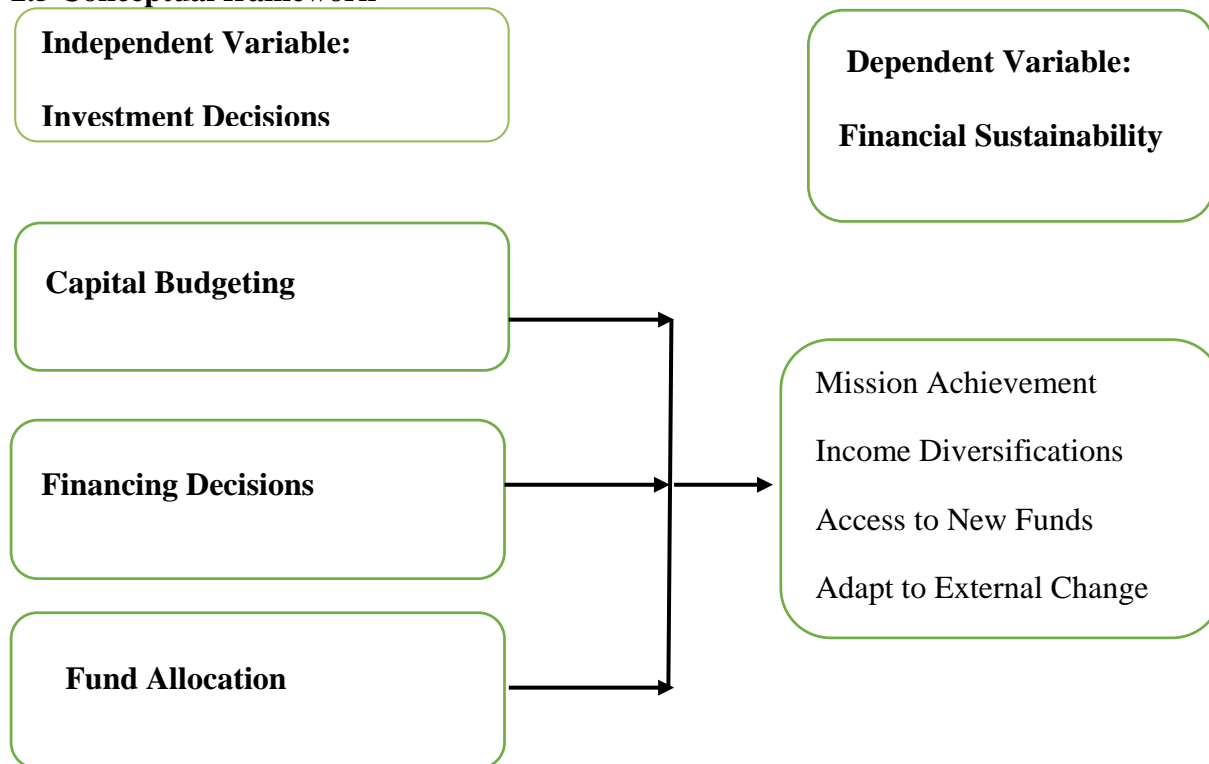 Independent Variable:
Investment Decisions
Dependent Variable:
Financial Sustainability
Capital Budgeting
Financing Decisions
Fund Allocation
Mission Achievement
Income Diversifications
Access to New Funds
Adapt to External Change